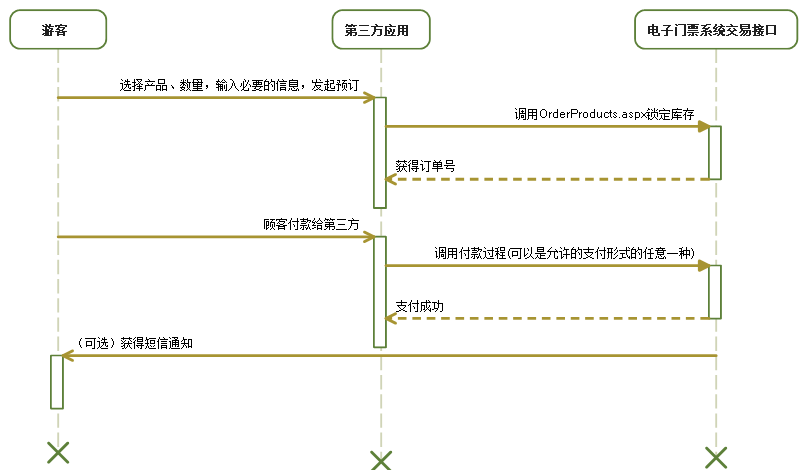 游客
第三方应用
电子门票系统交易接口
选择产品、数量，输入必要的信息，发起预订
调用OrderProducts.aspx锁定库存
获得订单号
顾客付款给第三方
调用付款过程(可以是允许的支付形式的任意一种)
支付成功
（可选）获得短信通知